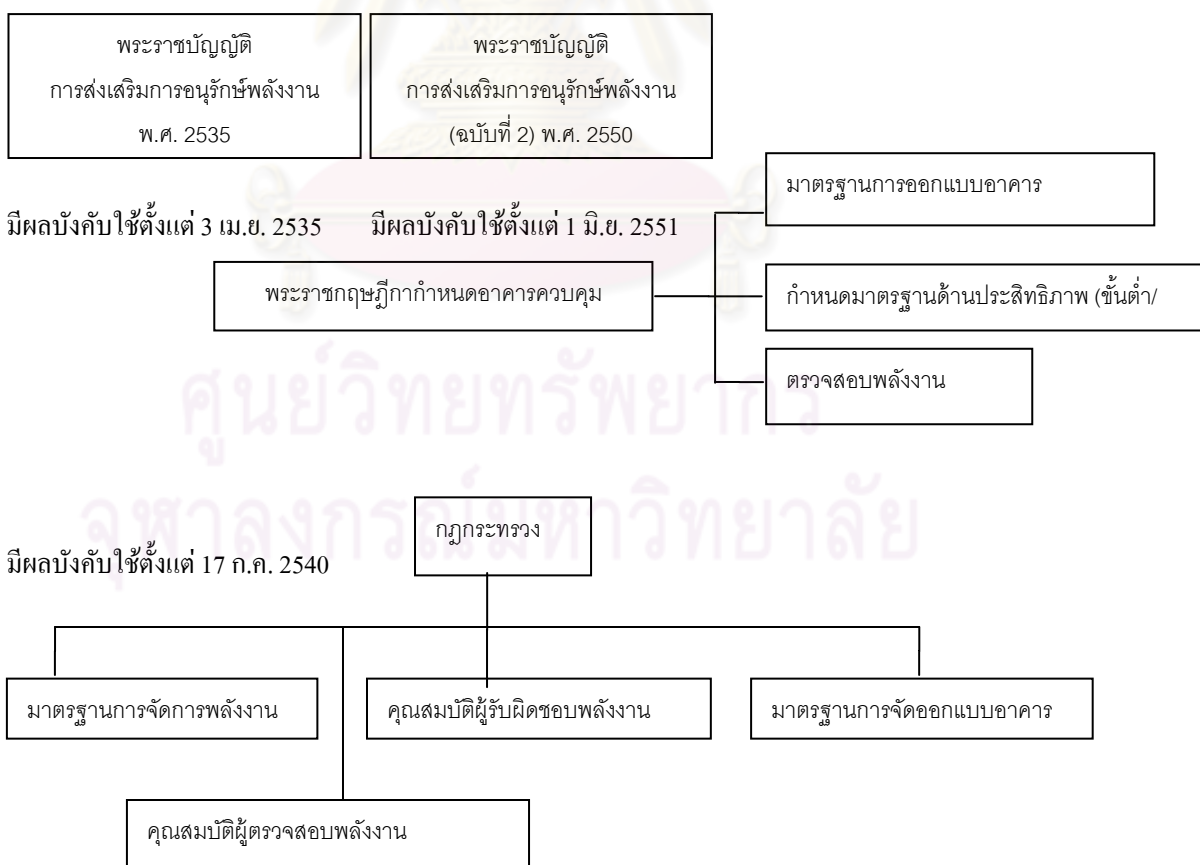 พระราชบัญญัติ
การส่งเสริมการอนุรักษ์พลังงาน
พ.ศ. 2535
พระราชบัญญัติ
การส่งเสริมการอนุรักษ์พลังงาน
(ฉบับที่ 2) พ.ศ. 2550
มีผลบังคับใช้ตั้งแต่ 3 เม.ย. 2535
มีผลบังคับใช้ตั้งแต่ 1 มิ.ย. 2551
มาตรฐานการออกแบบอาคาร
พระราชกฤษฎีกากำหนดอาคารควบคุม
กำหนดมาตรฐานด้านประสิทธิภาพ (ขั้นต่ำ/
ตรวจสอบพลังงาน
ศูนย์วิทยทรัพยากร
จุฬาลงกรณ์มหาวิทยาลัย
กฎกระทรวง
มีผลบังคับใช้ตั้งแต่ 17 ก.ค. 2540
มาตรฐานการจัดการพลังงาน
คุณสมบัติผู้รับผิดชอบพลังงาน
มาตรฐานการจัดออกแบบอาคาร
คุณสมบัติผู้ตรวจสอบพลังงาน